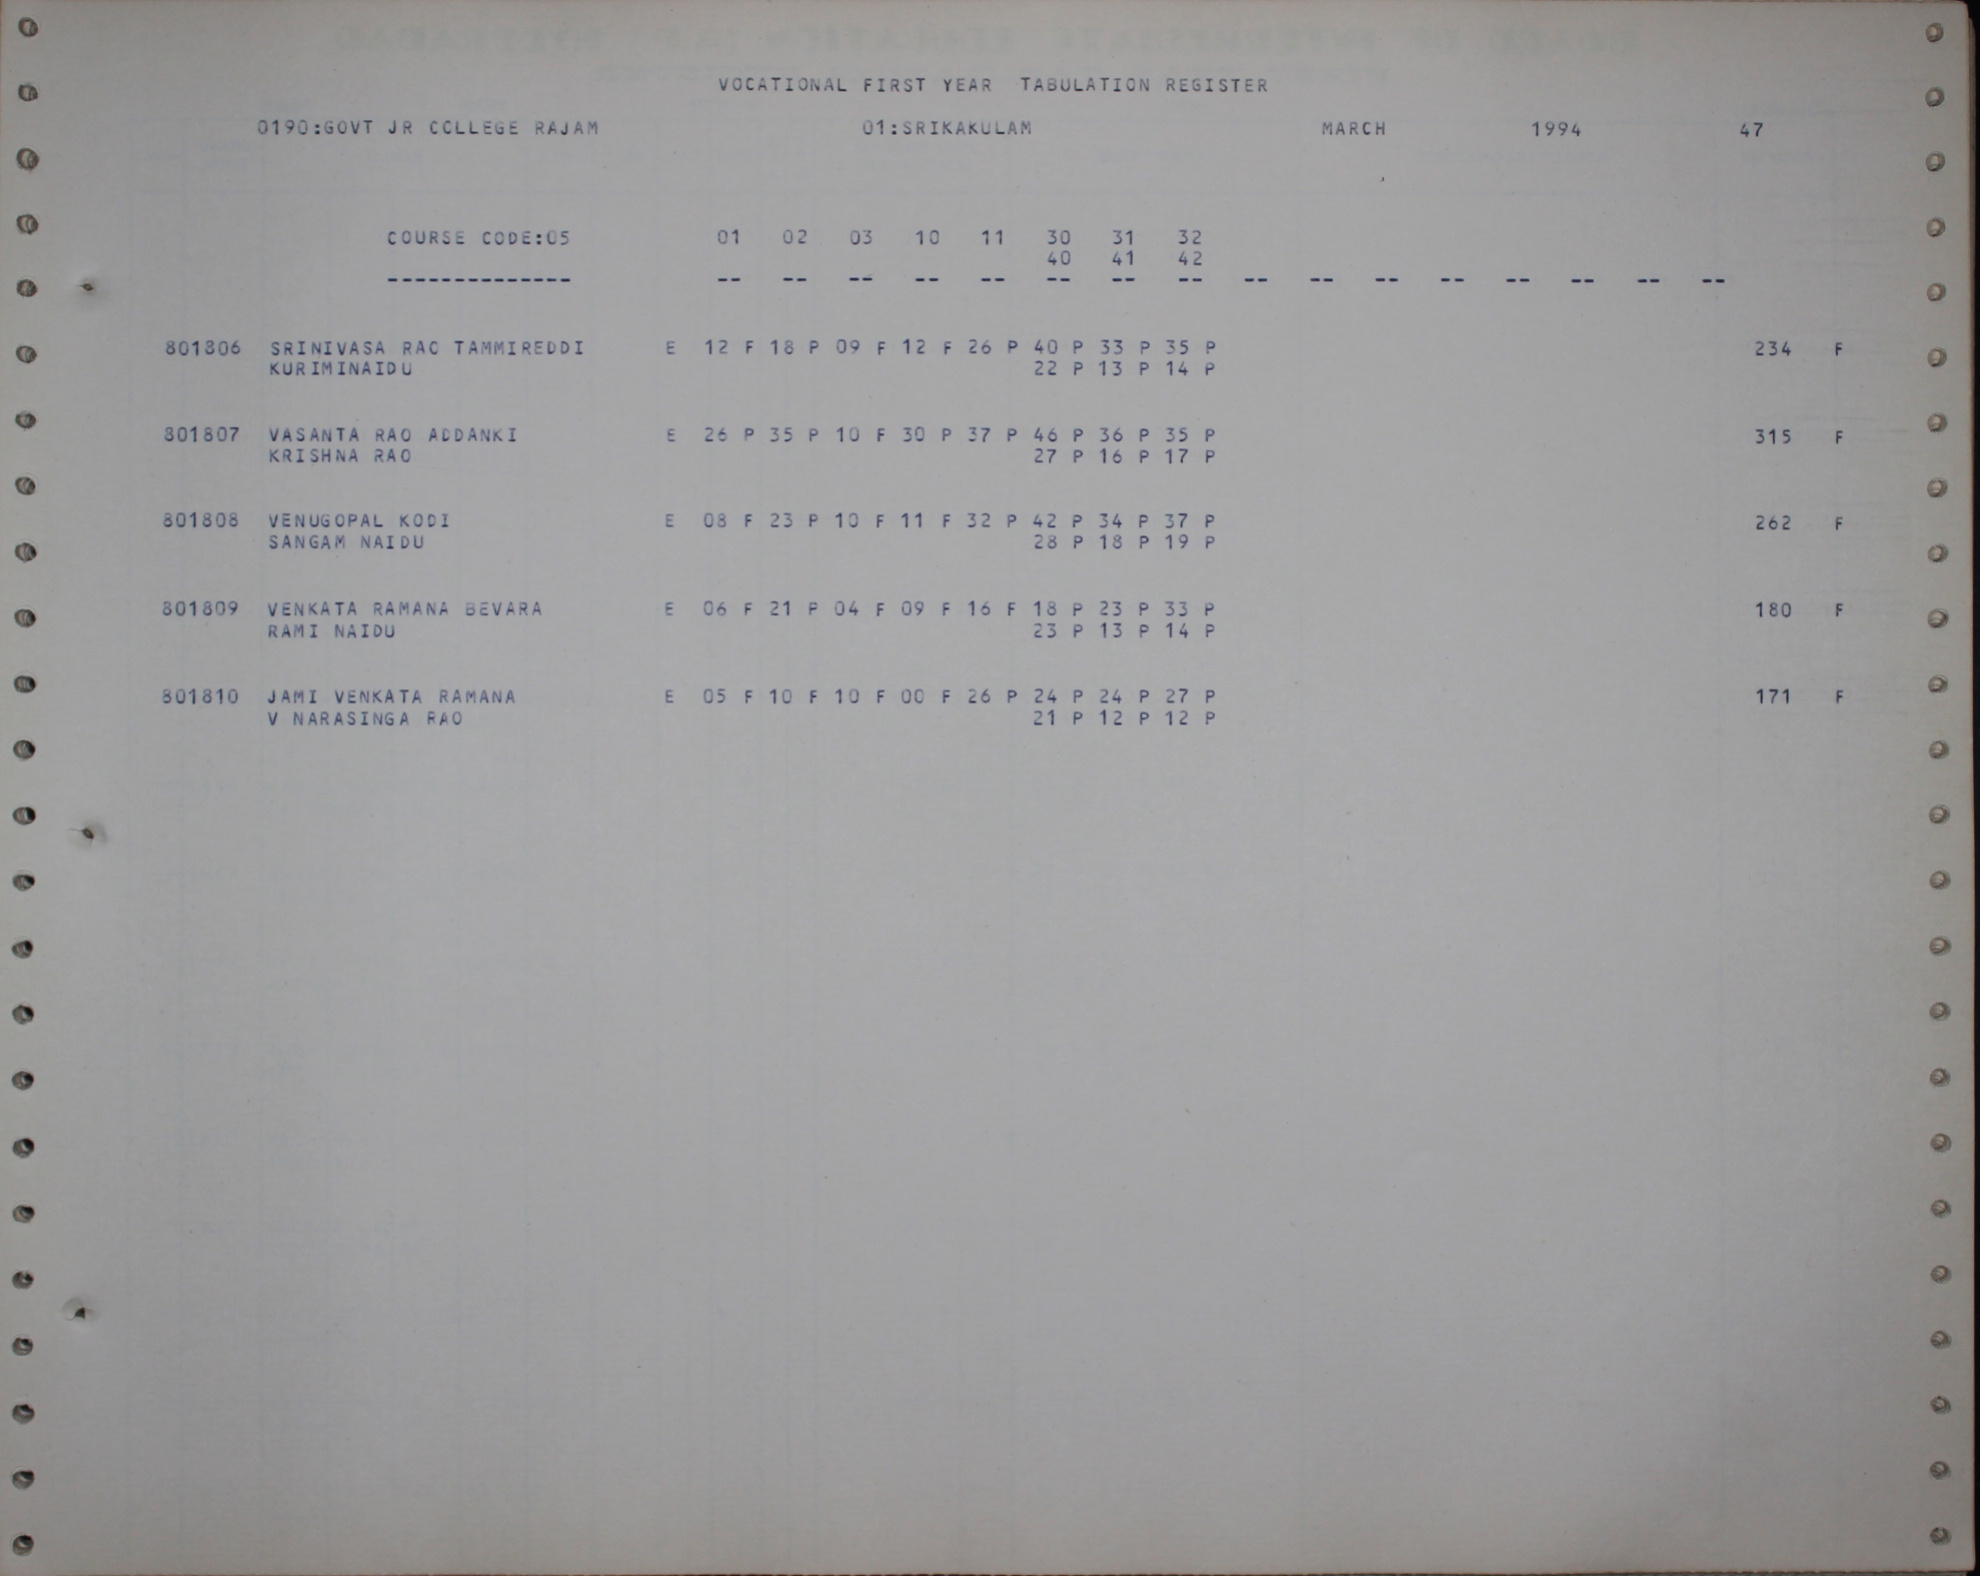 VOCATIONAL FIRST YEAR TABULATION REGISTER
0190:GOVT JR COLLEGE RAJAM 01:SRIKAKULAM MARCH 1994 47
COURSE CODE:05 01 02 03 10 11 30 31 32
40 41 42
-------------- -- -- -- -- -- -- -- -- -- -- -- -- -- -- -- --
801806 SRINIVASA RAO TAMMIREDDI E 12 F 18 P 09 F 12 F 26 P 40 P 33 P 35 P 234 F
KURIMINAIDU 22 P 13 P 14 P
801807 VASANTA RAO ADDANKI E 26 P 35 P 10 F 30 P 37 P 46 P 36 P 35 P 315 F
KRISHNA RAO 27 P 16 P 17 P
801808 VENUGOPAL KODI E 08 F 23 P 10 F 11 F 32 P 42 P 34 P 37 P 262 F
SANGAM NAIDU 28 P 18 P 19 P
801809 VENKATA RAMANA BEVARA E 06 F 21 P 04 F 09 F 16 F 18 P 23 P 33 P 180 F
RAMI NAIDU 23 P 13 P 14 P
801810 JAMI VENKATA RAMANA E 05 F 10 F 10 F 00 F 26 P 24 P 24 P 27 P 171 F
V NARASINGA RAO 21 P 12 P 12 P